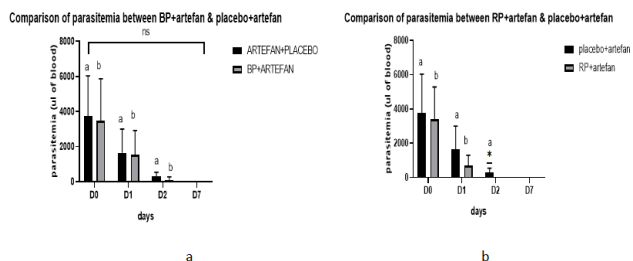 Comparison of parasitemia between BP+artefan & placebo+artefan
ns
ARTEFAN+PLACEBO
BP+ARTEFAN
parasitemia (ul of blood)
8000
6000
4000
2000
0
a b
a b
a b
D0 D1 D2 D7
days
a
Comparison of parasitemia between RP+artefan & placebo+artefan
placebo+artefan
RP+artefan
parasitemia (ul of blood)
8000
6000
4000
2000
0
a b
a b
a
*
D0 D1 D2 D7
days
b